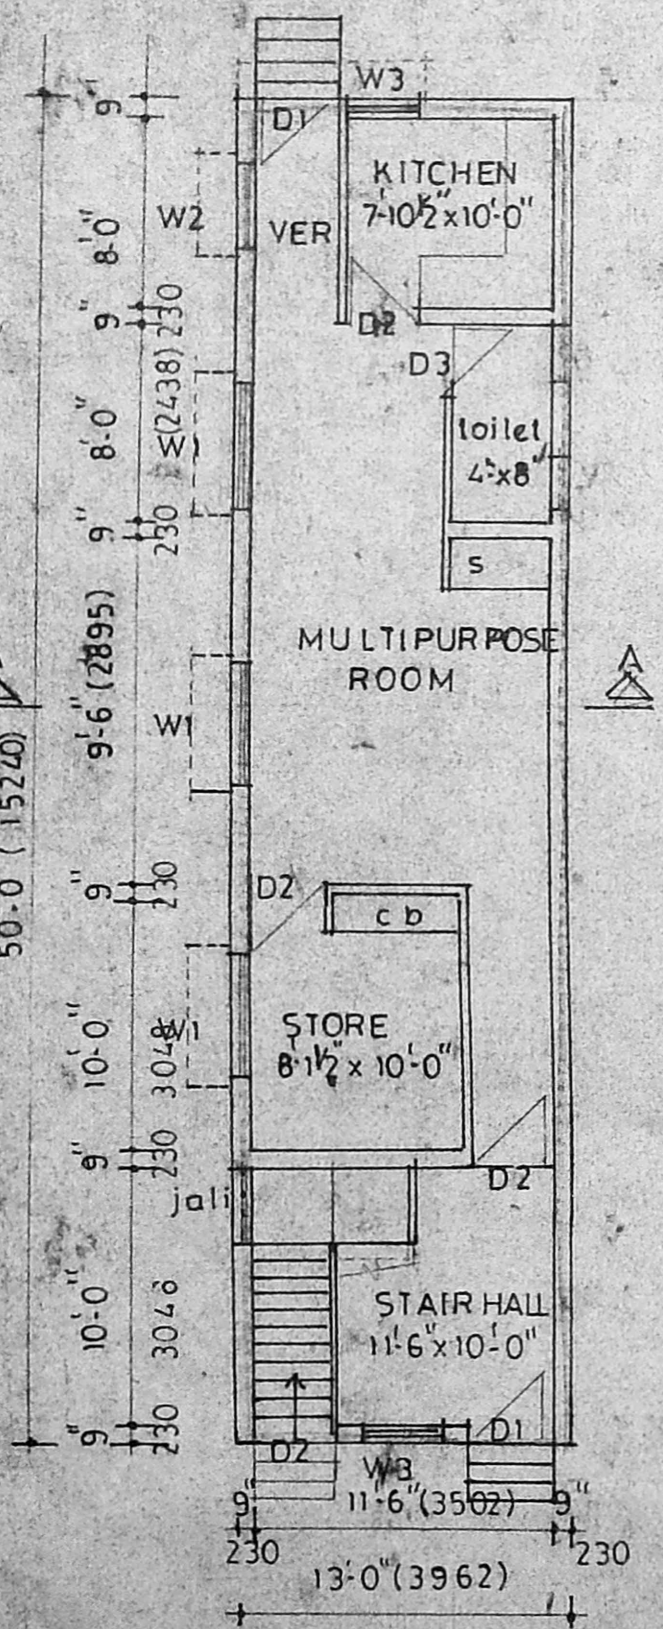 W3
9"
D1
KITCHEN
7'-10½"x10'-0"
W2
VER
8'-0"
D2
9"
230
D3
(2438)
8'-0"
W1
toilet
4'-x8"
9"
230
s
MULTIPURPOSE
ROOM
A
9'-6"(2895)
W1
50-0 (15240)
9"
230
D2
cb
STORE
8'-1½"x 10'-0"
10'-0"
3048
W1
9"
230
D2
jali
STAIR HALL
11'-6"x10'-0"
10'-0"
3048
9"
230
D1
D2
W3
9"
11'-6"(3502)
9"
230
230
13'-0"(3962)